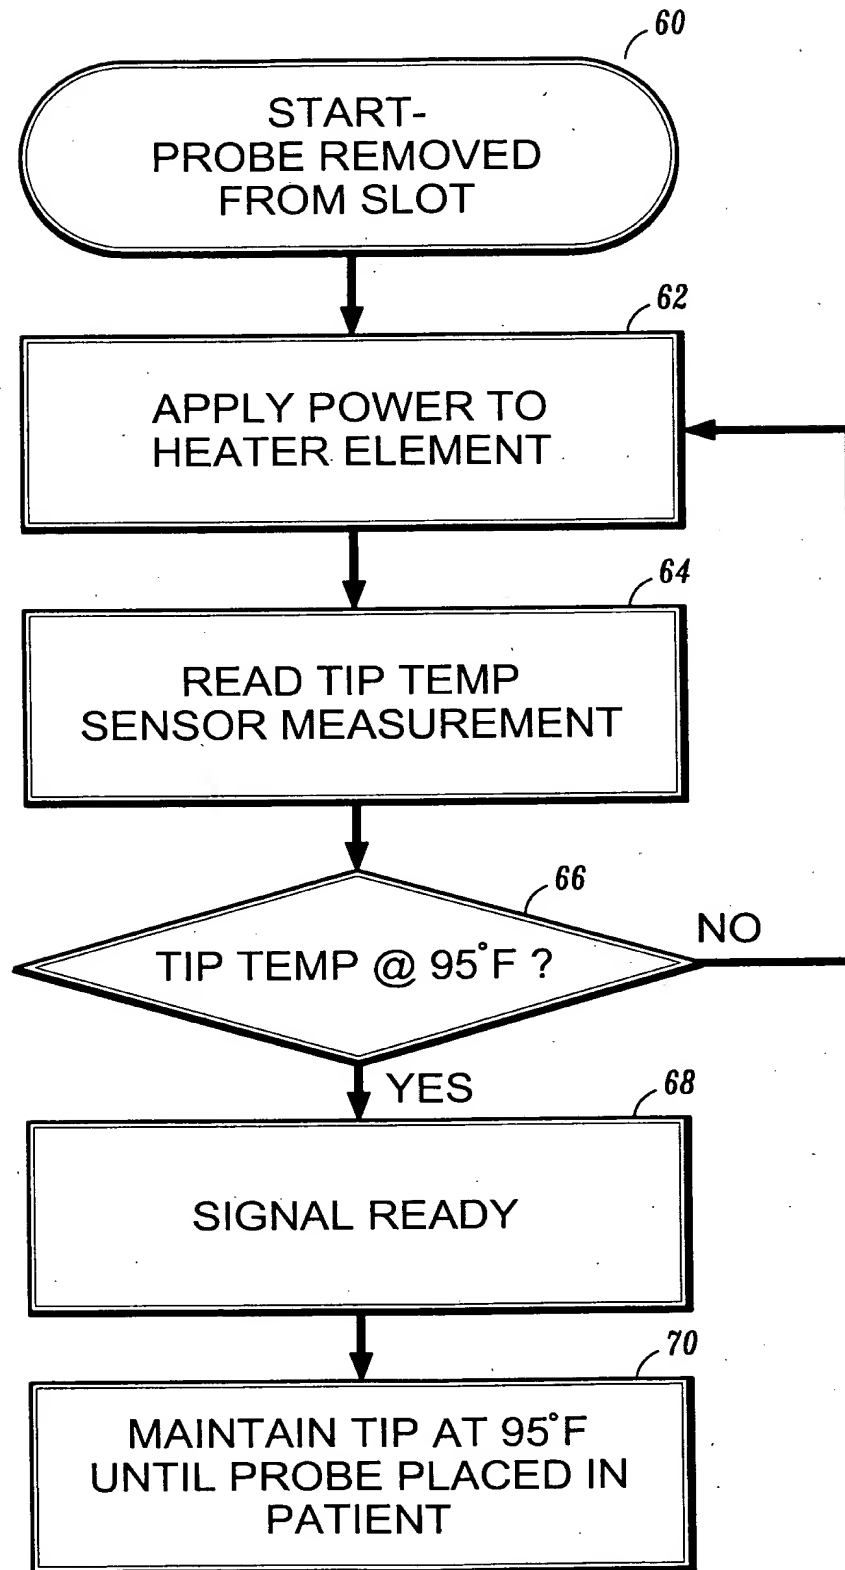 60
START-
PROBE REMOVED
FROM SLOT
62
APPLY POWER TO
HEATER ELEMENT
64
READ TIP TEMP
SENSOR MEASUREMENT
66
TIP TEMP @ 95°F ?
NO
YES
68
SIGNAL READY
70
MAINTAIN TIP AT 95°F
UNTIL PROBE PLACED IN
PATIENT